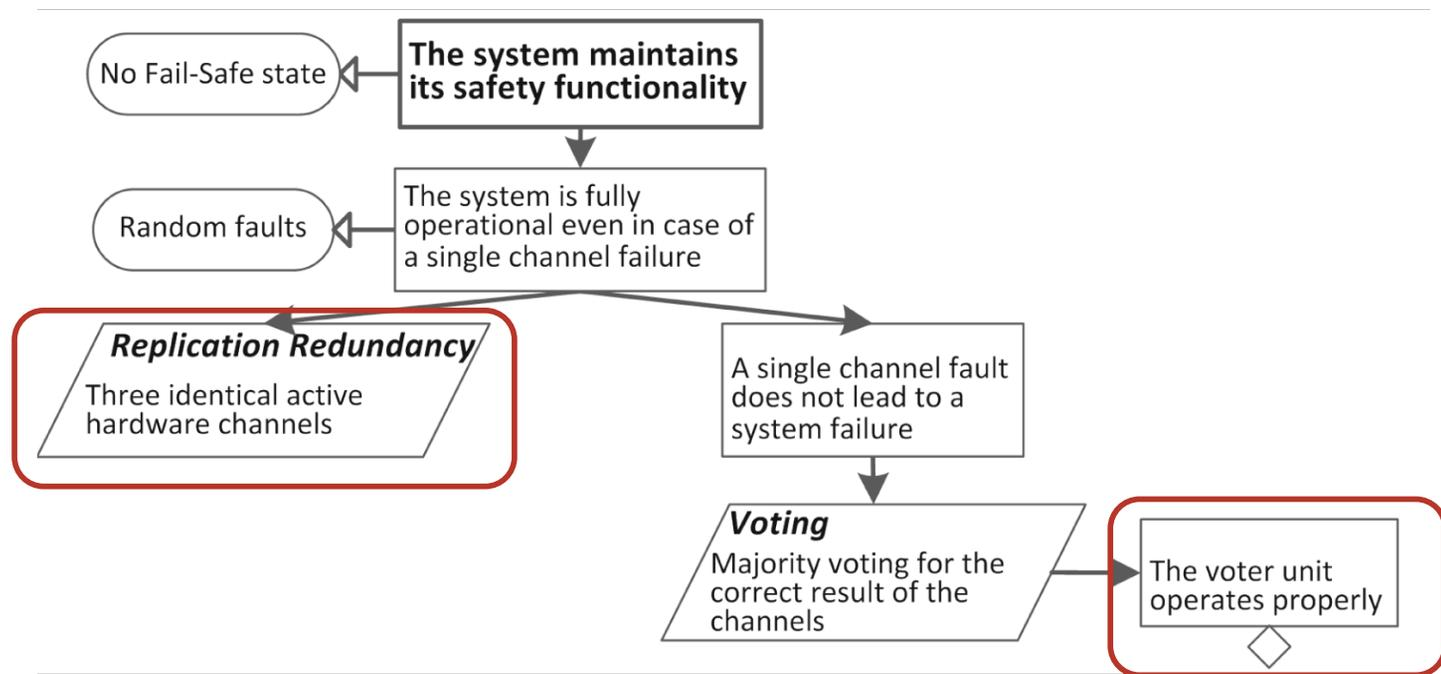 No Fail-Safe state
The system maintains
its safety functionality
Random faults
The system is fully
operational even in case of
a single channel failure
Replication Redundancy
Three identical active
hardware channels
A single channel fault
does not lead to a
system failure
Voting
Majority voting for the
correct result of the
channels
The voter unit
operates properly